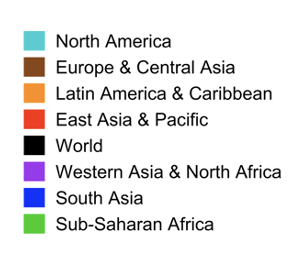 North America
Europe & Central Asia
Latin America & Caribbean
East Asia & Pacific
World
Western Asia & North Africa
South Asia
Sub-Saharan Africa